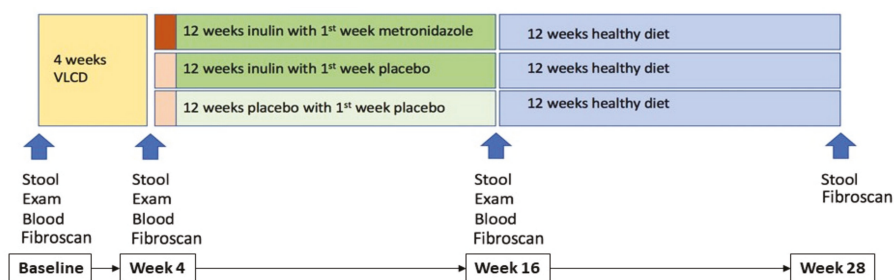 4 weeks
VLCD
12 weeks inulin with 1st week metronidazole
12 weeks healthy diet
12 weeks inulin with 1st week placebo
12 weeks healthy diet
12 weeks placebo with 1st week placebo
12 weeks healthy diet
Stool
Exam
Blood
Fibroscan
Stool
Exam
Blood
Fibroscan
Stool
Exam
Blood
Fibroscan
Stool
Fibroscan
Baseline
Week 4
Week 16
Week 28